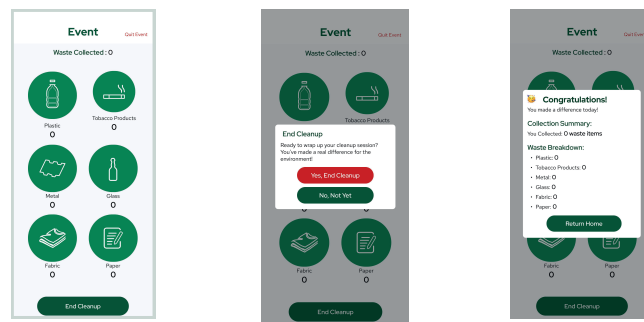 Event
Quit Event
Waste Collected : 0
Plastic
0
Tobacco Products
0
Metal
0
Glass
0
Fabric
0
Paper
0
End Cleanup
Event
Quit Event
Waste Collected : 0
Tobacco Products
End Cleanup
Ready to wrap up your cleanup session?
You've made a real difference for the
environment!
Yes, End Cleanup
No, Not Yet
Fabric
0
Paper
0
End Cleanup
Event
Quit Even
Waste Collected : 0
Congratulations!
You made a difference today!
Collection Summary:
You Collected: 0 waste items
Waste Breakdown:
• Plastic: 0
• Tobacco Products: 0
• Metal: 0
• Glass: 0
• Fabric: 0
• Paper: 0
Return Home
Fabric
0
Paper
0
End Cleanup